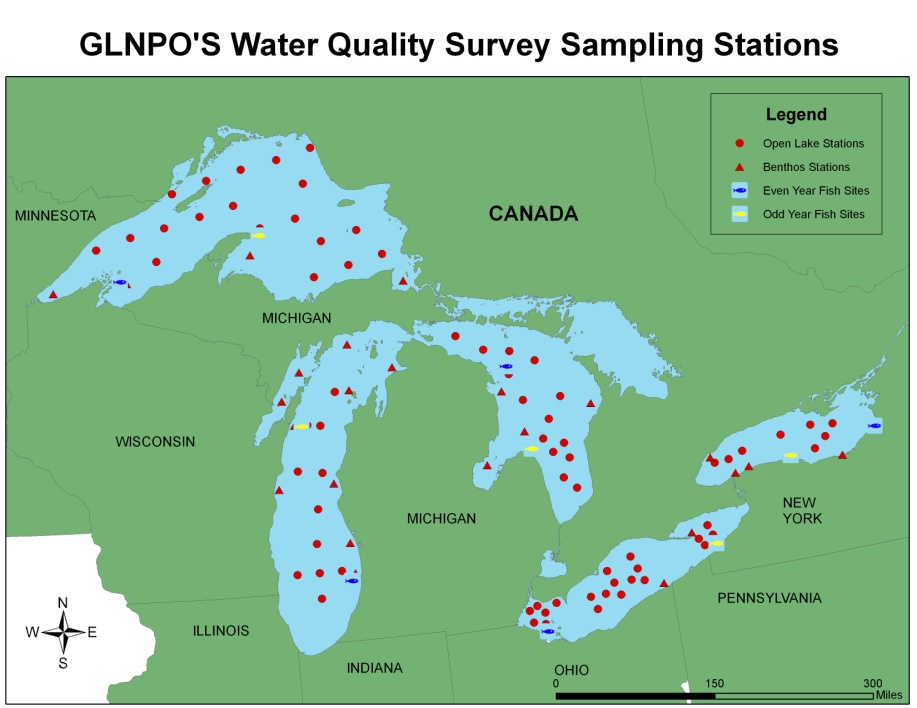 GLNPO'S Water Quality Survey Sampling Stations
Legend
Open Lake Stations
Benthos Stations
Even Year Fish Sites
Odd Year Fish Sites
MINNESOTA
CANADA
MICHIGAN
WISCONSIN
MICHIGAN
NEW
YORK
PENNSYLVANIA
ILLINOIS
INDIANA
OHIO
N
W
E
S
0
150
300
Miles